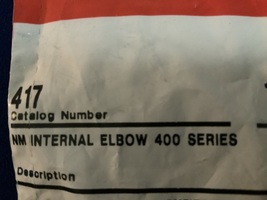 417
Catalog Number
NM INTERNAL ELBOW 400 SERIES
Description